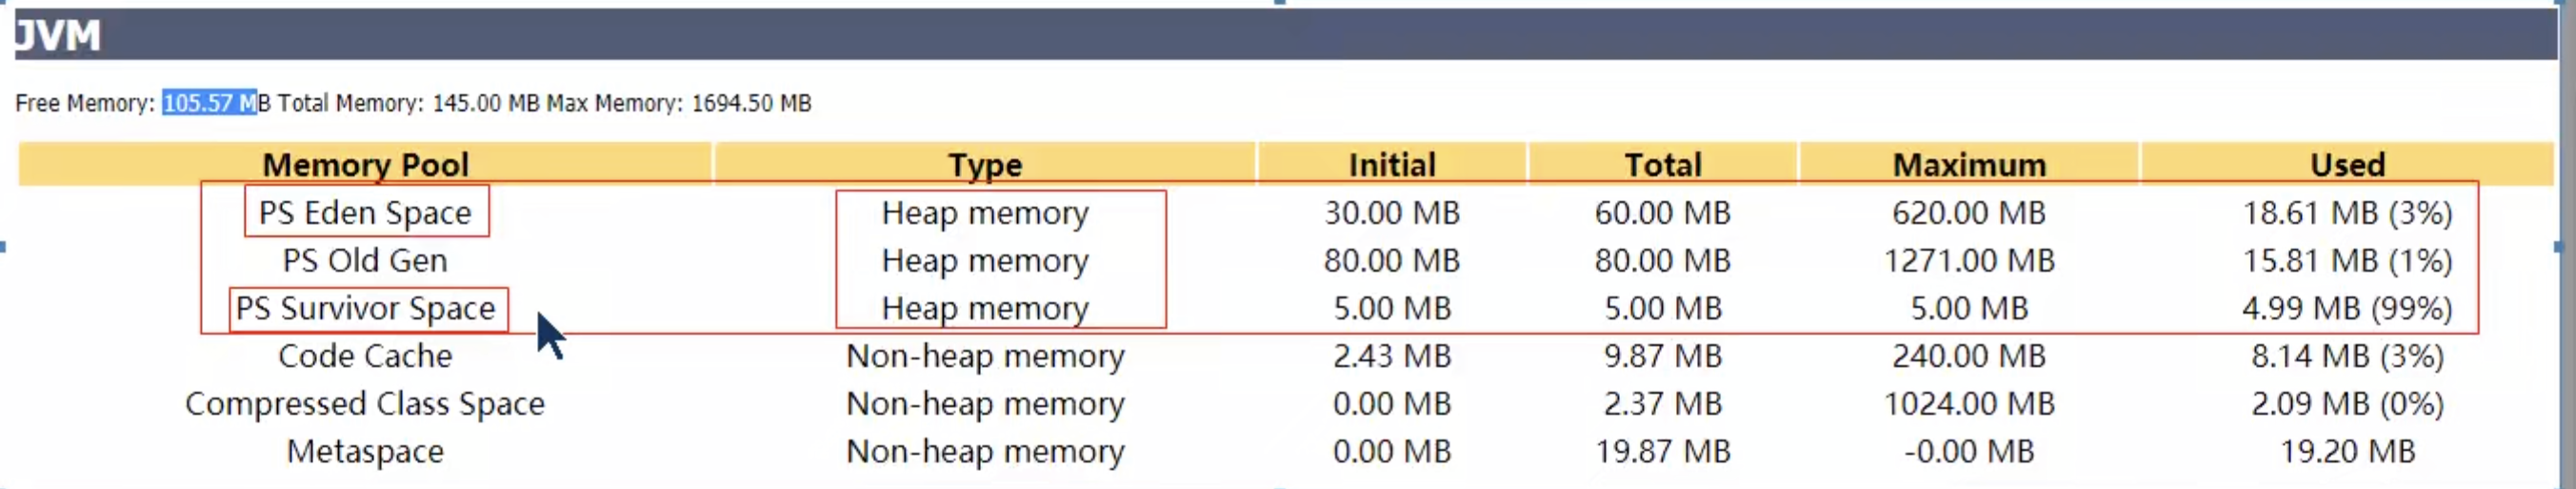 JVM
Free Memory: 105.57 MB Total Memory: 145.00 MB Max Memory: 1694.50 MB
Memory Pool Type Initial Total Maximum Used
PS Eden Space Heap memory 30.00 MB 60.00 MB 620.00 MB 18.61 MB (3%)
PS Old Gen Heap memory 80.00 MB 80.00 MB 1271.00 MB 15.81 MB (1%)
PS Survivor Space Heap memory 5.00 MB 5.00 MB 5.00 MB 4.99 MB (99%)
Code Cache Non-heap memory 2.43 MB 9.87 MB 240.00 MB 8.14 MB (3%)
Compressed Class Space Non-heap memory 0.00 MB 2.37 MB 1024.00 MB 2.09 MB (0%)
Metaspace Non-heap memory 0.00 MB 19.87 MB -0.00 MB 19.20 MB